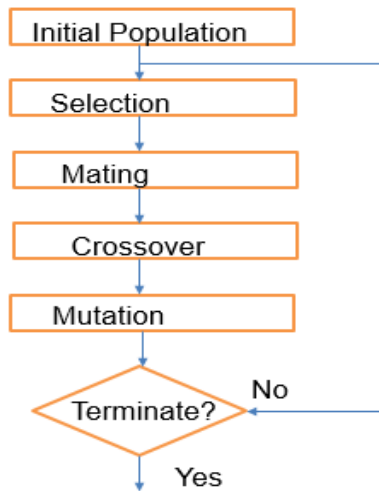 Initial Population
Selection
Mating
Crossover
Mutation
Terminate?
No
Yes